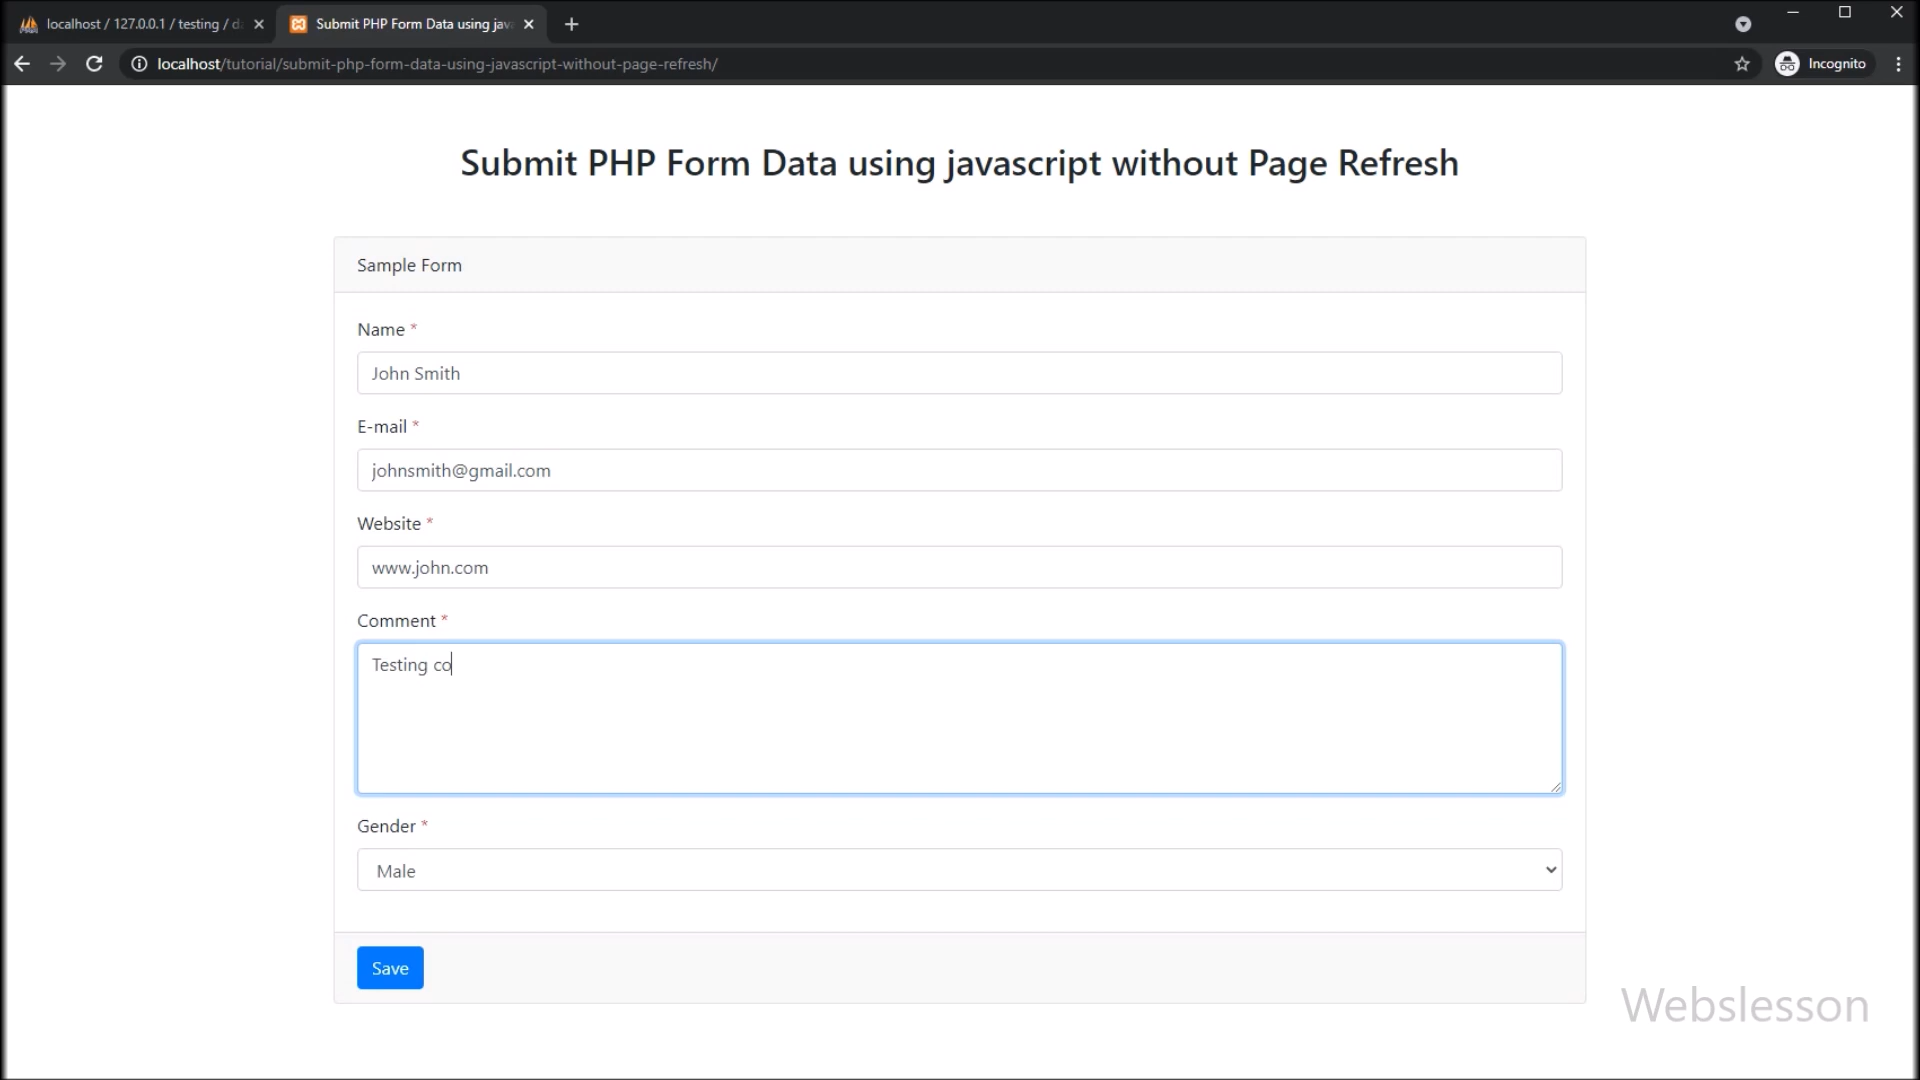 localhost / 127.0.0.1 / testing /
Submit PHP Form Data using jav
localhost/tutorial/submit-php-form-data-using-javascript-without-page-refresh/
Incognito
Submit PHP Form Data using javascript without Page Refresh
Sample Form
Name *
John Smith
E-mail *
johnsmith@gmail.com
Website *
www.john.com
Comment *
Testing co
Gender *
Male
Save
Webslesson